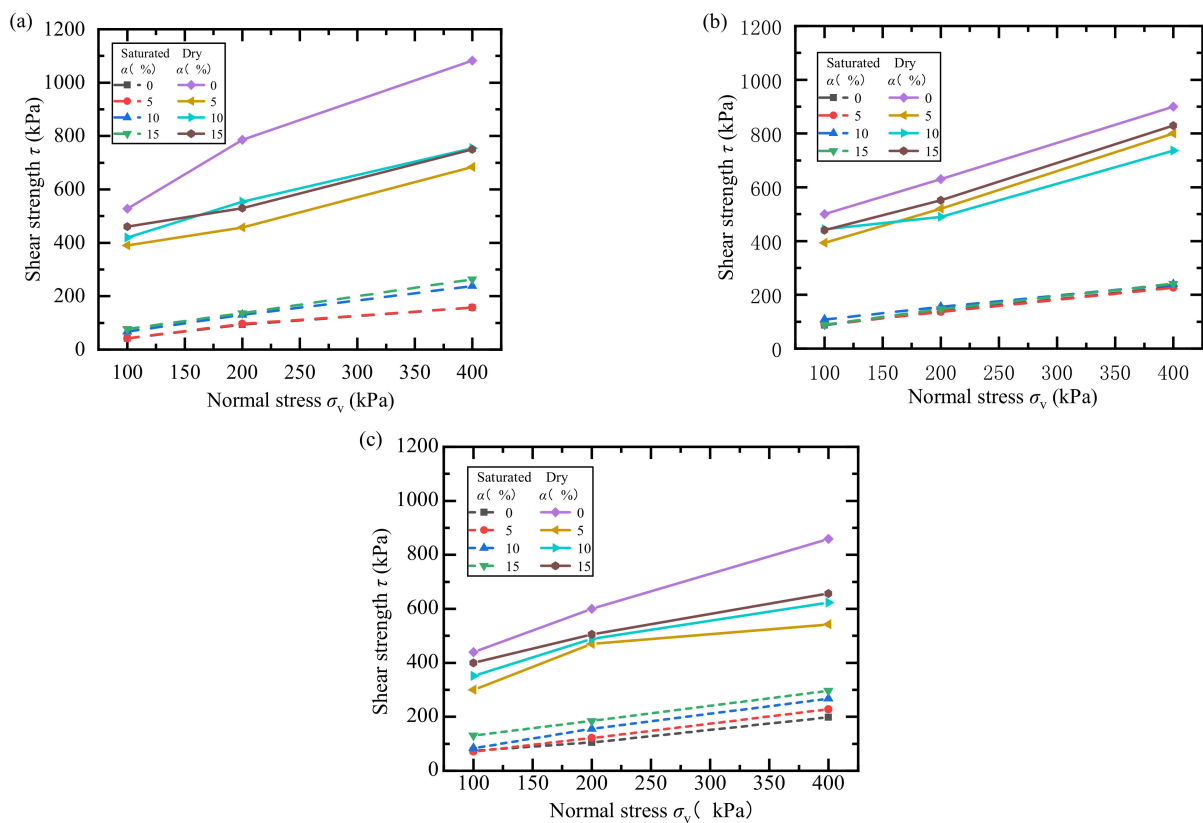 (a)
1200
1000
800
600
400
200
0
Shear strength τ (kPa)
Saturated Dry
α( %) α( %)
0 0
5 5
10 10
15 15
100 150 200 250 300 350 400
Normal stress σv (kPa)
(b)
1200
1000
800
600
400
200
0
Shear strength τ (kPa)
Saturated Dry
α( %) α( %)
0 0
5 5
10 10
15 15
100 150 200 250 300 350 400
Normal stress σv (kPa)
(c)
1200
1000
800
600
400
200
0
Shear strength τ (kPa)
Saturated Dry
α( %) α( %)
0 0
5 5
10 10
15 15
100 150 200 250 300 350 400
Normal stress σv( kPa)